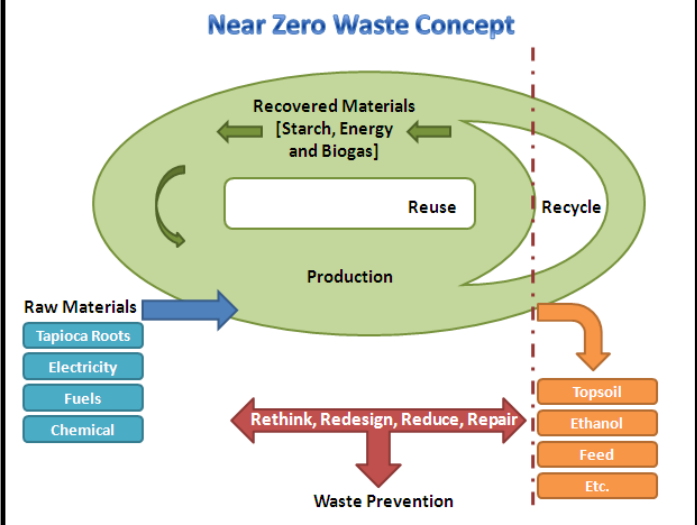 Near Zero Waste Concept
Recovered Materials
[Starch, Energy
and Biogas]
Reuse
Recycle
Production
Raw Materials
Tapioca Roots
Electricity
Fuels
Chemical
Topsoil
Ethanol
Feed
Etc.
Rethink, Redesign, Reduce, Repair
Waste Prevention